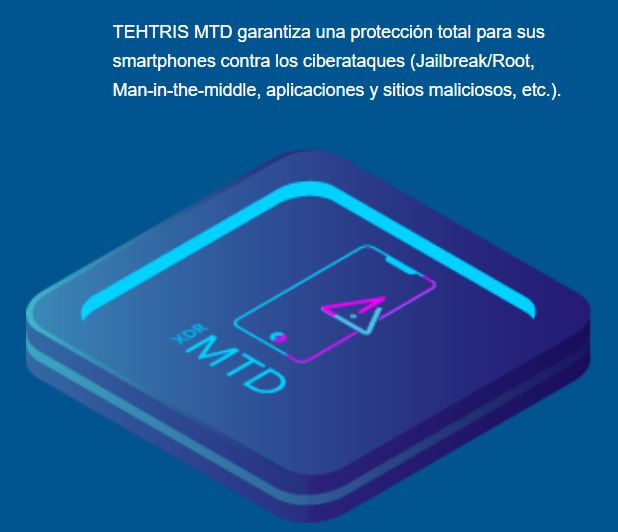 TEHTRIS MTD garantiza una protección total para sus
smartphones contra los ciberataques (Jailbreak/Root,
Man-in-the-middle, aplicaciones y sitios maliciosos, etc.).
XDR
MTD